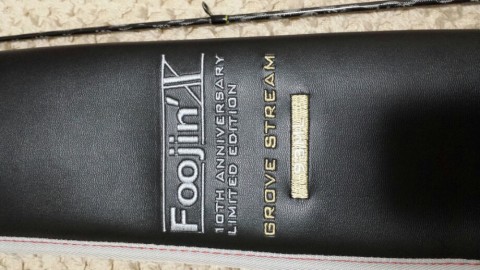 Foojin'X
10TH ANNIVERSARY
LIMITED EDITION
GROVE STREAM